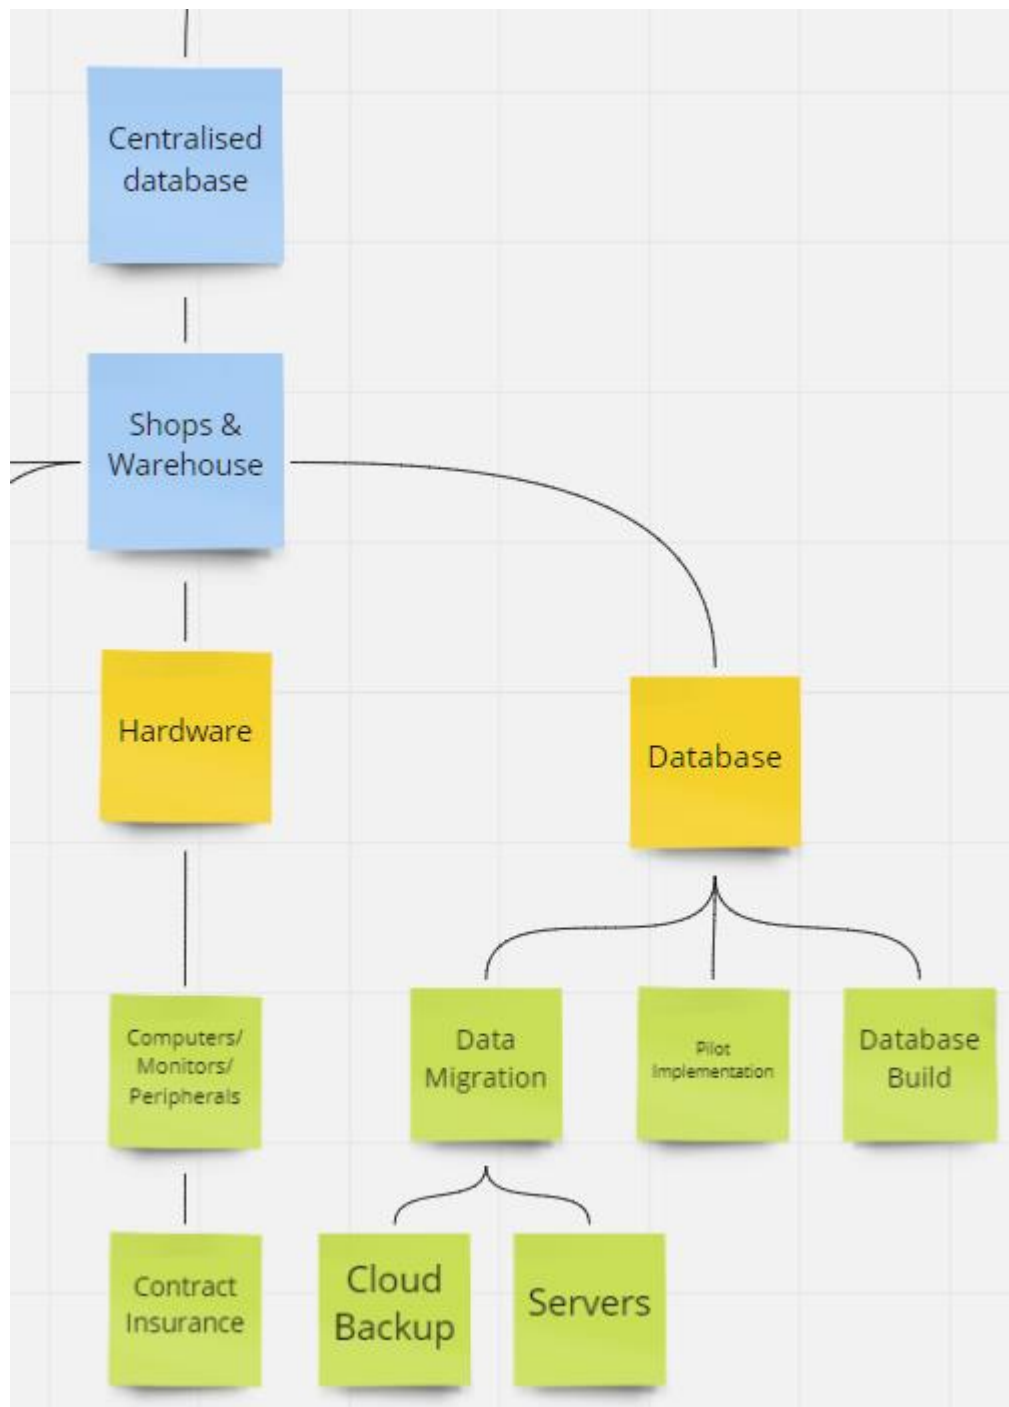 Centralised
database
Shops &
Warehouse
Hardware
Database
Computers/
Monitors/
Peripherals
Data
Migration
Pilot
Implementation
Database
Build
Contract
Insurance
Cloud
Backup
Servers